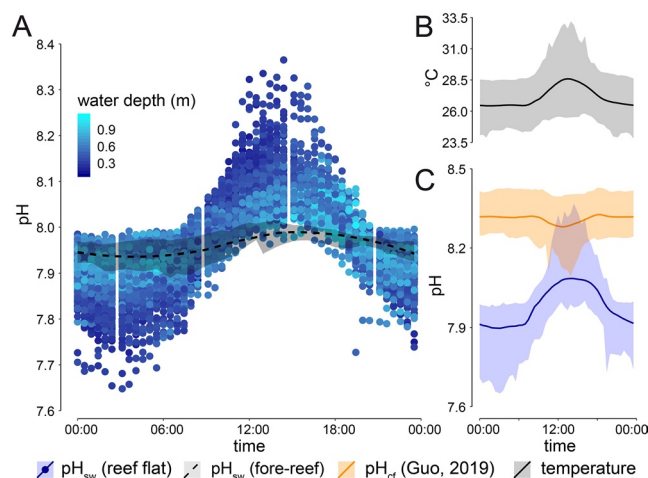 A
8.4
8.3
8.2
8.1
8.0
7.9
7.8
7.7
7.6
pH
water depth (m)
0.9
0.6
0.3
00:00 06:00 12:00 18:00 00:00
time
B
33.5
31.0
28.5
26.0
23.5
°C
C
8.5
8.2
7.9
7.6
pH
00:00 12:00 00:00
time
pHsw (reef flat) pHsw (fore-reef) pHcf (Guo, 2019) temperature